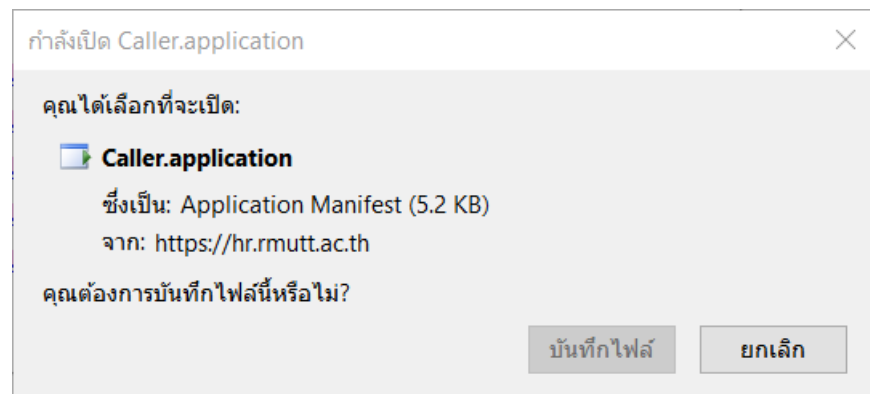 กำลังเปิด Caller.application
คุณได้เลือกที่จะเปิด:
Caller.application
ซึ่งเป็น: Application Manifest (5.2 KB)
จาก: https://hr.rmutt.ac.th
คุณต้องการบันทึกไฟล์นี้หรือไม่?
บันทึกไฟล์ ยกเลิก